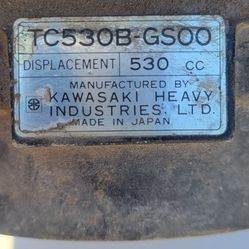 TC530B-GS00
DISPLACEMENT 530 CC
MANUFACTURED BY
KAWASAKI HEAVY
INDUSTRIES, LTD.
MADE IN JAPAN